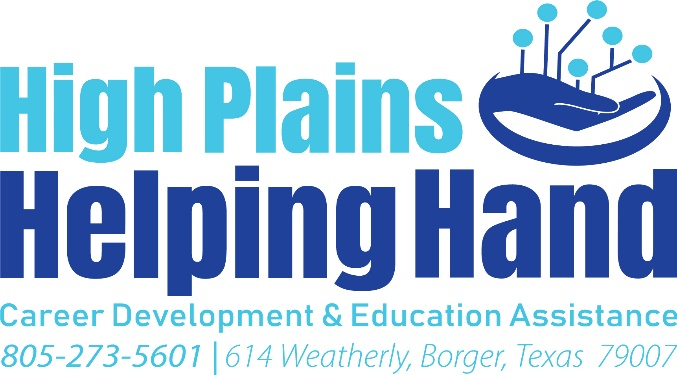 High Plains
Helping Hand
Career Development & Education Assistance
805-273-5601 | 614 Weatherly, Borger, Texas 79007